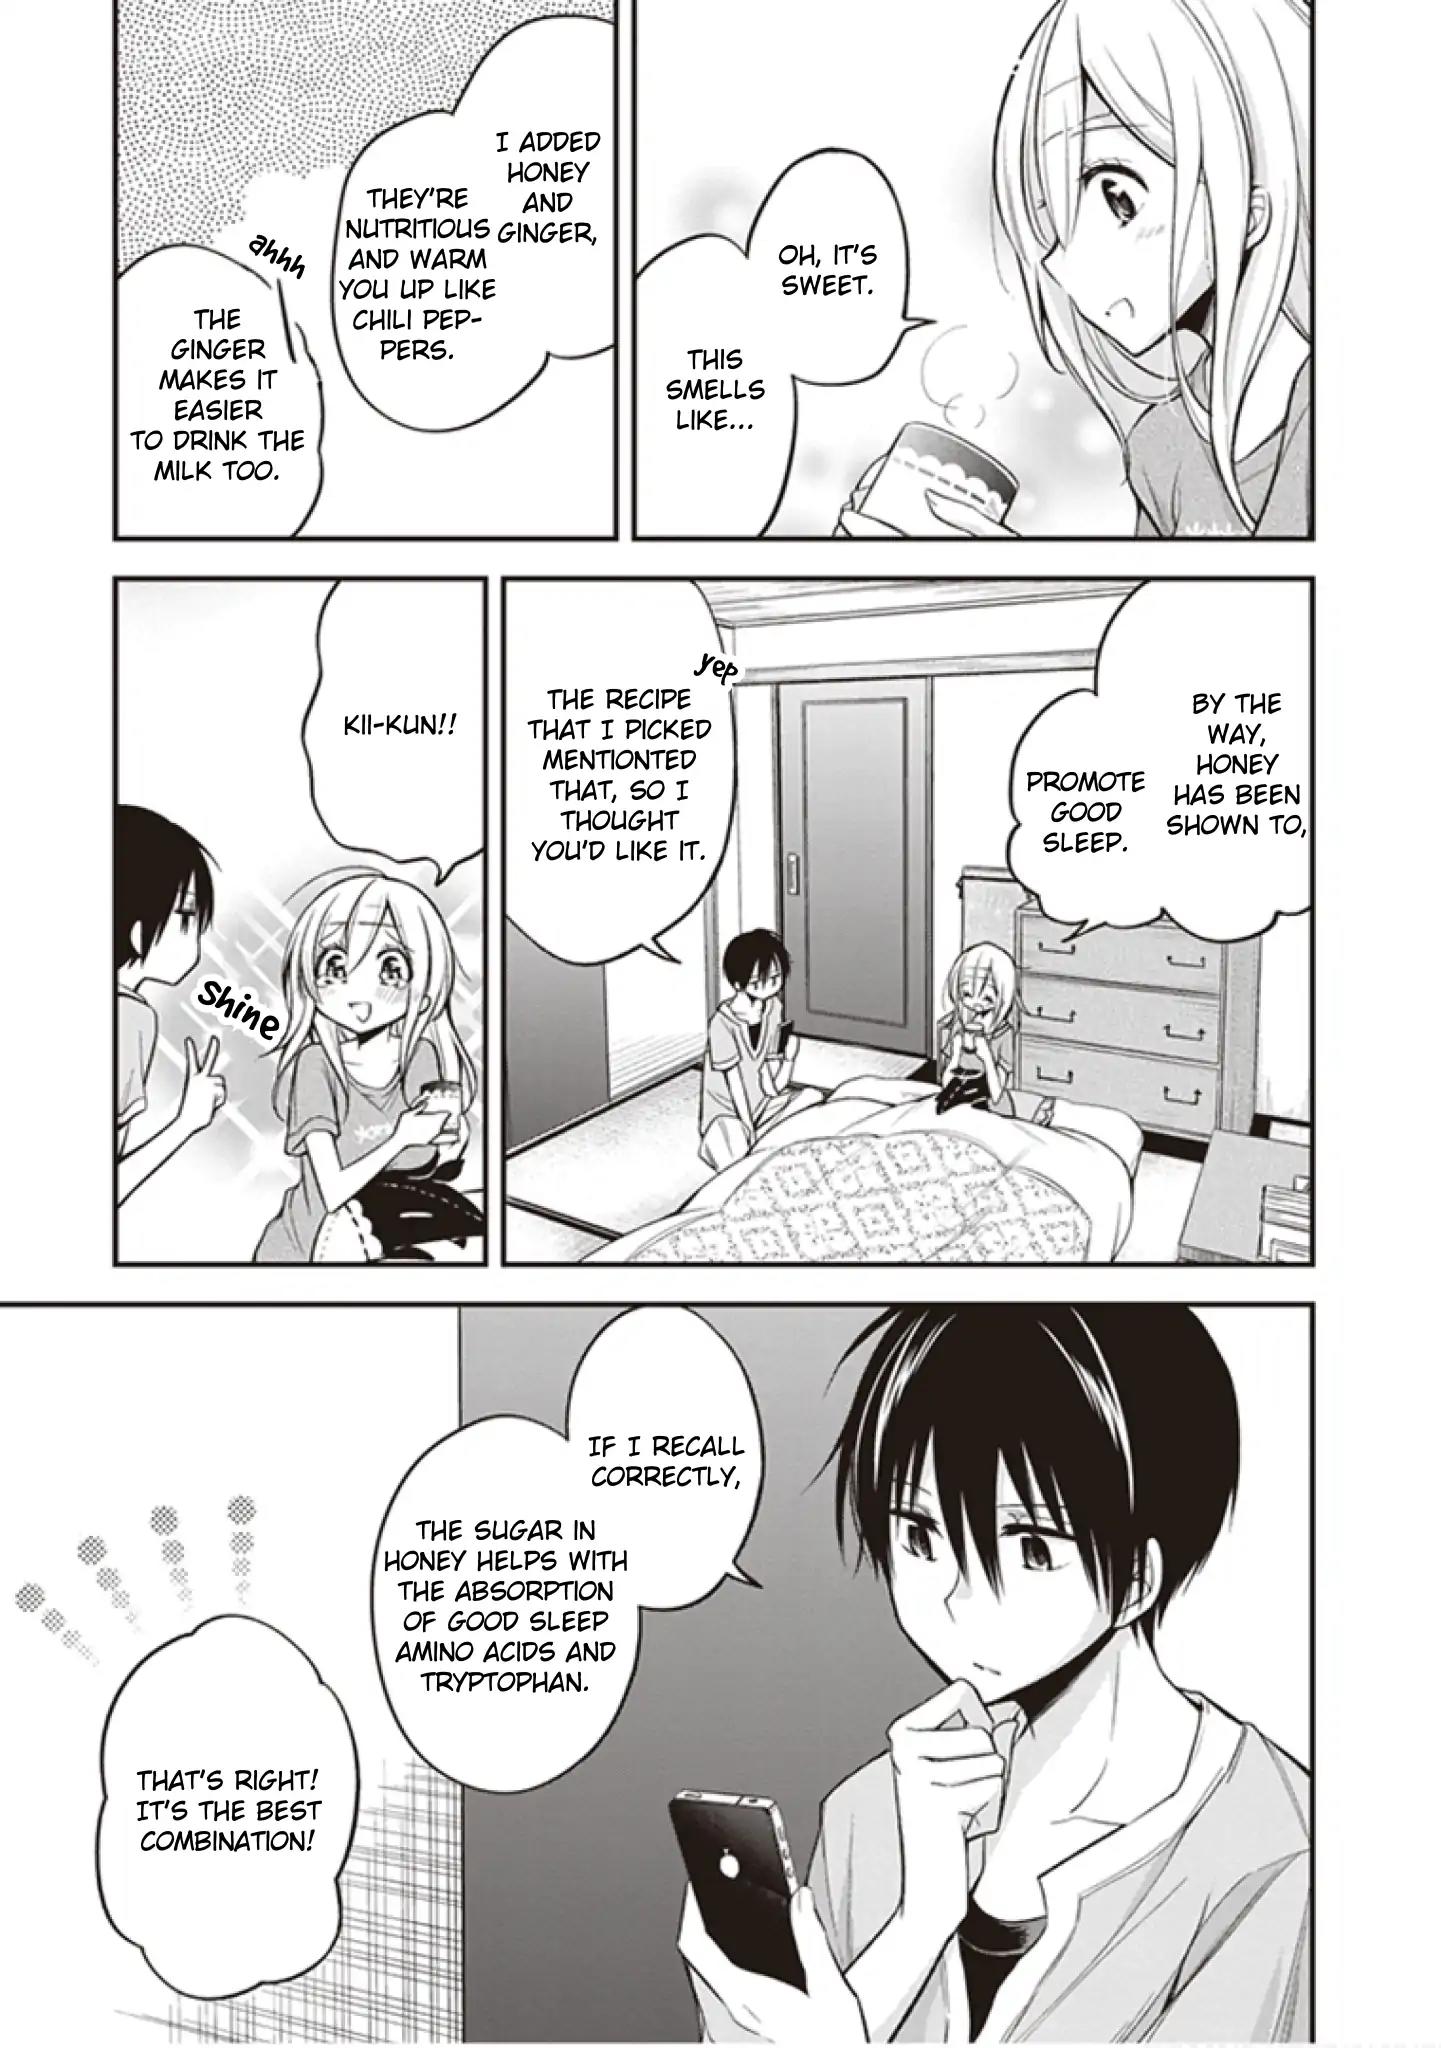 OH, IT'S
SWEET.
THIS
SMELLS
LIKE...
I ADDED
HONEY
AND
GINGER,
THEY'RE
NUTRITIOUS
AND WARM
YOU UP LIKE
CHILI PEP-
PERS.
ahhh
THE
GINGER
MAKES IT
EASIER
TO DRINK THE
MILK TOO.
BY THE
WAY,
HONEY
HAS BEEN
SHOWN TO,
PROMOTE
GOOD
SLEEP.
yep
THE RECIPE
THAT I PICKED
MENTIONTED
THAT, SO I
THOUGHT
YOU'D LIKE IT.
KII-KUN!!
shine
IF I RECALL
CORRECTLY,
THE SUGAR IN
HONEY HELPS WITH
THE ABSORPTION
OF GOOD SLEEP
AMINO ACIDS AND
TRYPTOPHAN.
THAT'S RIGHT!
IT'S THE BEST
COMBINATION!